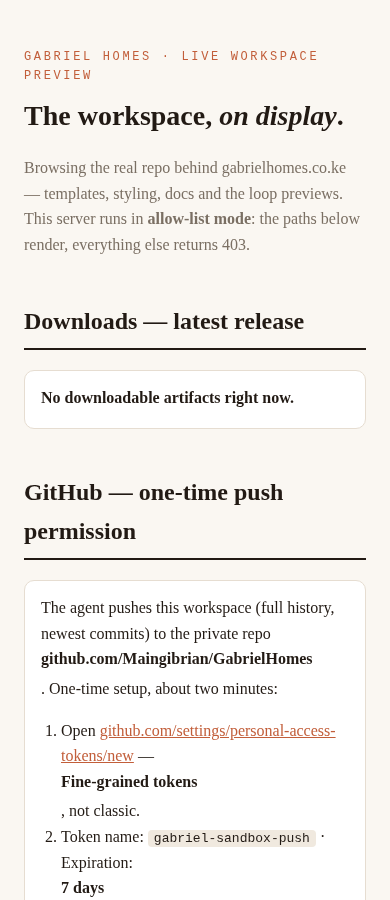 GABRIEL HOMES · LIVE WORKSPACE
PREVIEW
The workspace, on display.
Browsing the real repo behind gabrielhomes.co.ke
— templates, styling, docs and the loop previews.
This server runs in allow-list mode: the paths below
render, everything else returns 403.
Downloads — latest release
No downloadable artifacts right now.
GitHub — one-time push
permission
The agent pushes this workspace (full history,
newest commits) to the private repo
github.com/Maingibrian/GabrielHomes
. One-time setup, about two minutes:
1. Open github.com/settings/personal-access-
tokens/new —
Fine-grained tokens
, not classic.
2. Token name: gabriel-sandbox-push ·
Expiration:
7 days